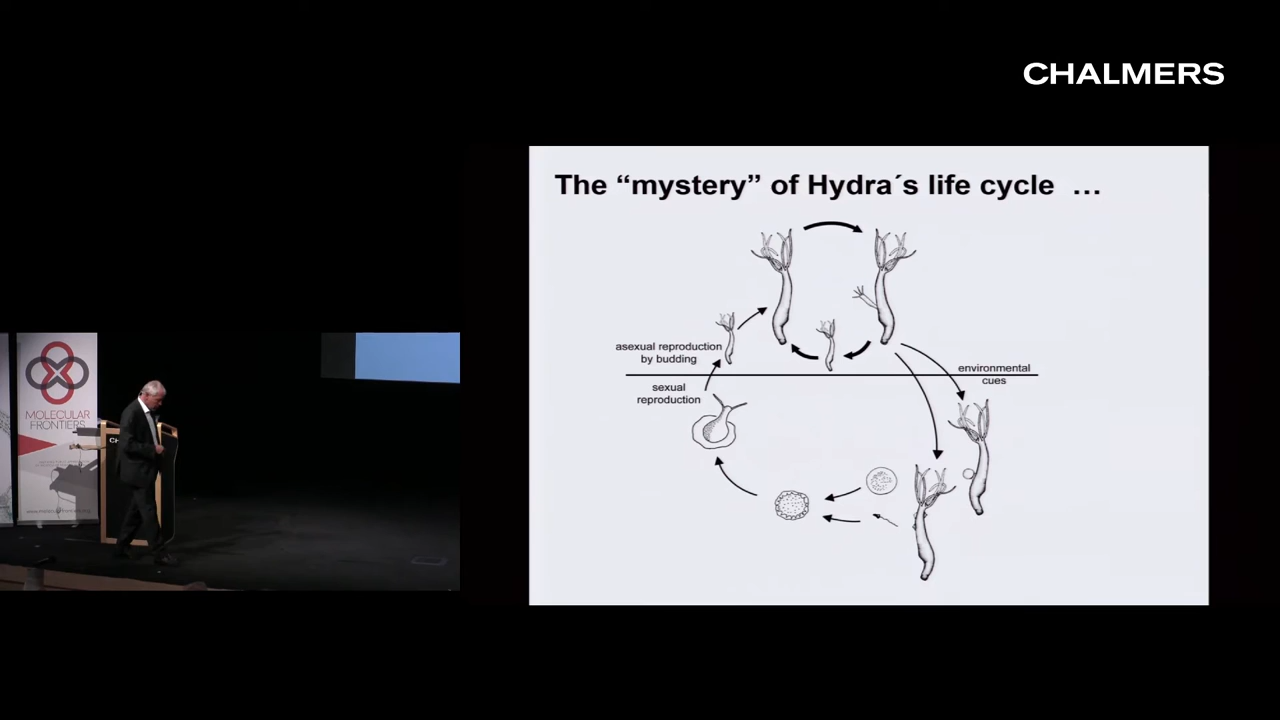 CHALMERS
The “mystery” of Hydra´s life cycle ...
asexual reproduction
by budding
sexual
reproduction
environmental
cues
MOLECULAR
FRONTIERS